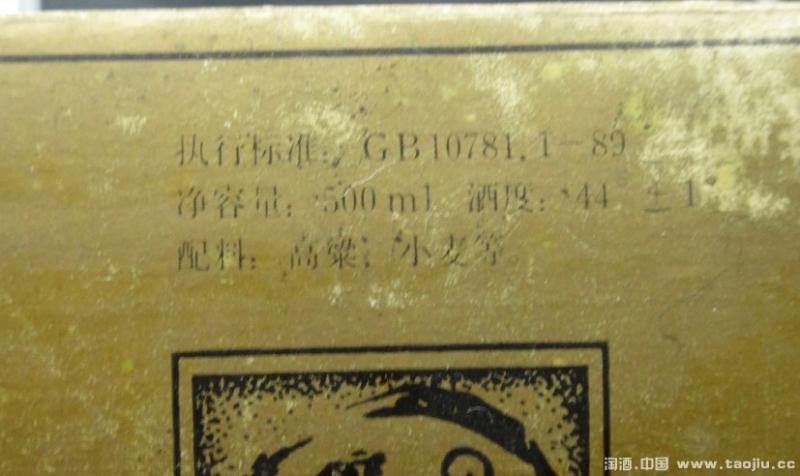 执行标准: GB10781.1-89
净容量: 500ml 酒度: 44°±1°
配料: 高粱、小麦等。
淘酒.中国 www.taojiu.cc